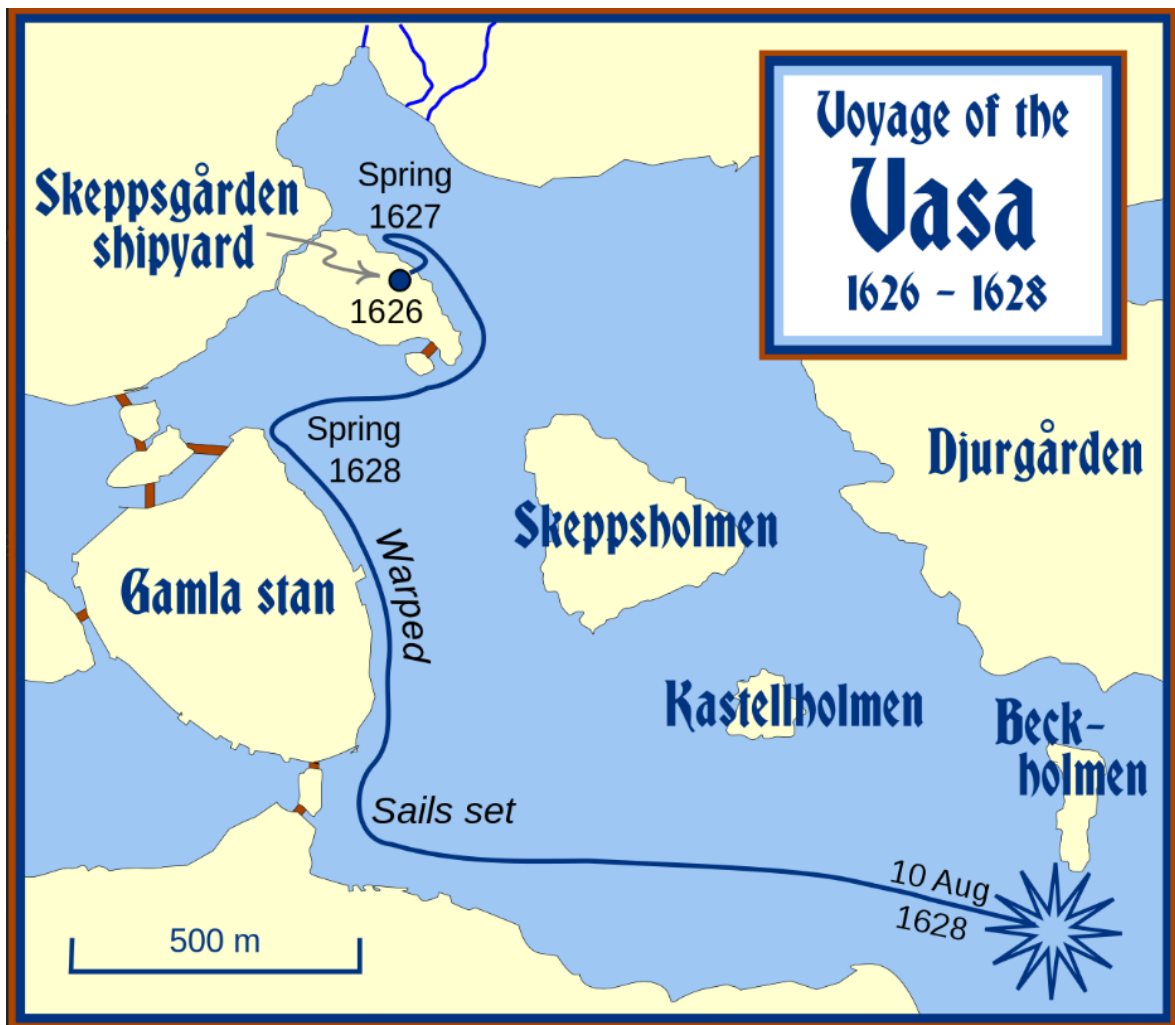 Voyage of the
Vasa
1626 – 1628
Skeppsgården
shipyard
Spring
1627
1626
Spring
1628
Warped
Gamla stan
Skeppsholmen
Djurgården
Kastellholmen
Beck-
holmen
Sails set
10 Aug
1628
500 m